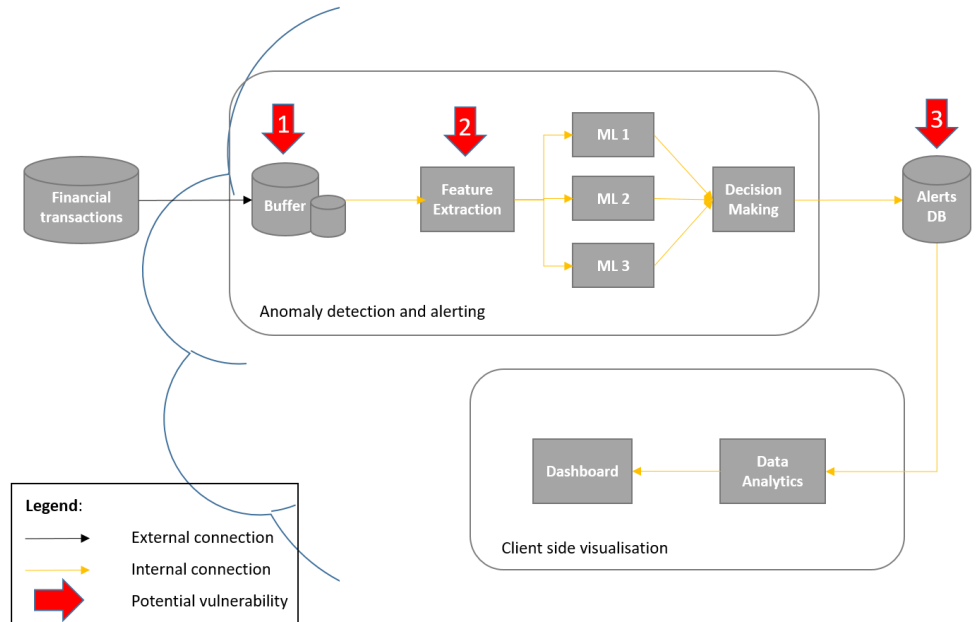 1
2
3
Financial
transactions
Buffer
Feature
Extraction
ML 1
ML 2
ML 3
Decision
Making
Alerts
DB
Anomaly detection and alerting
Dashboard
Data
Analytics
Client side visualisation
Legend:
External connection
Internal connection
Potential vulnerability